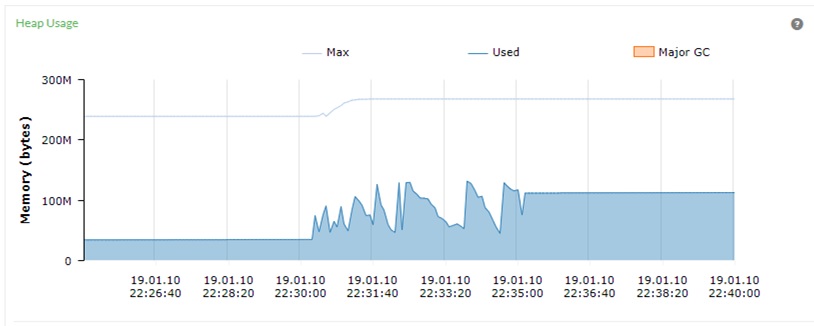 Heap Usage
?
Max Used Major GC
300M
200M
100M
0
Memory (bytes)
19.01.10 19.01.10 19.01.10 19.01.10 19.01.10 19.01.10 19.01.10 19.01.10 19.01.10
22:26:40 22:28:20 22:30:00 22:31:40 22:33:20 22:35:00 22:36:40 22:38:20 22:40:00